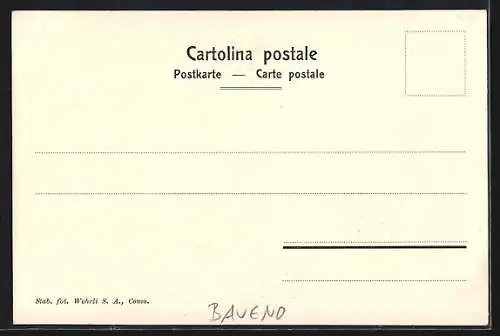 Cartolina postale
Postkarte — Carte postale
Stab. fot. Wehrli S. A., Como.
BAVENO